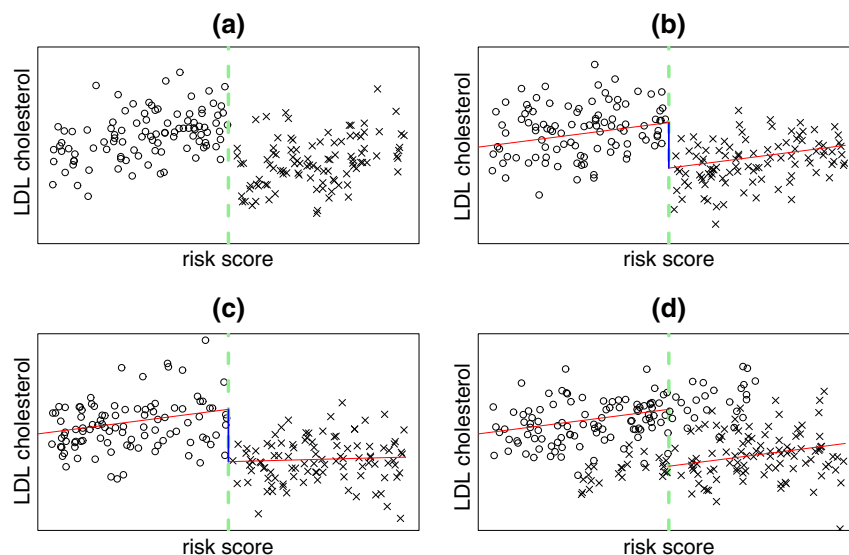 (a)
LDL cholesterol
risk score
(b)
LDL cholesterol
risk score
(c)
LDL cholesterol
risk score
(d)
LDL cholesterol
risk score